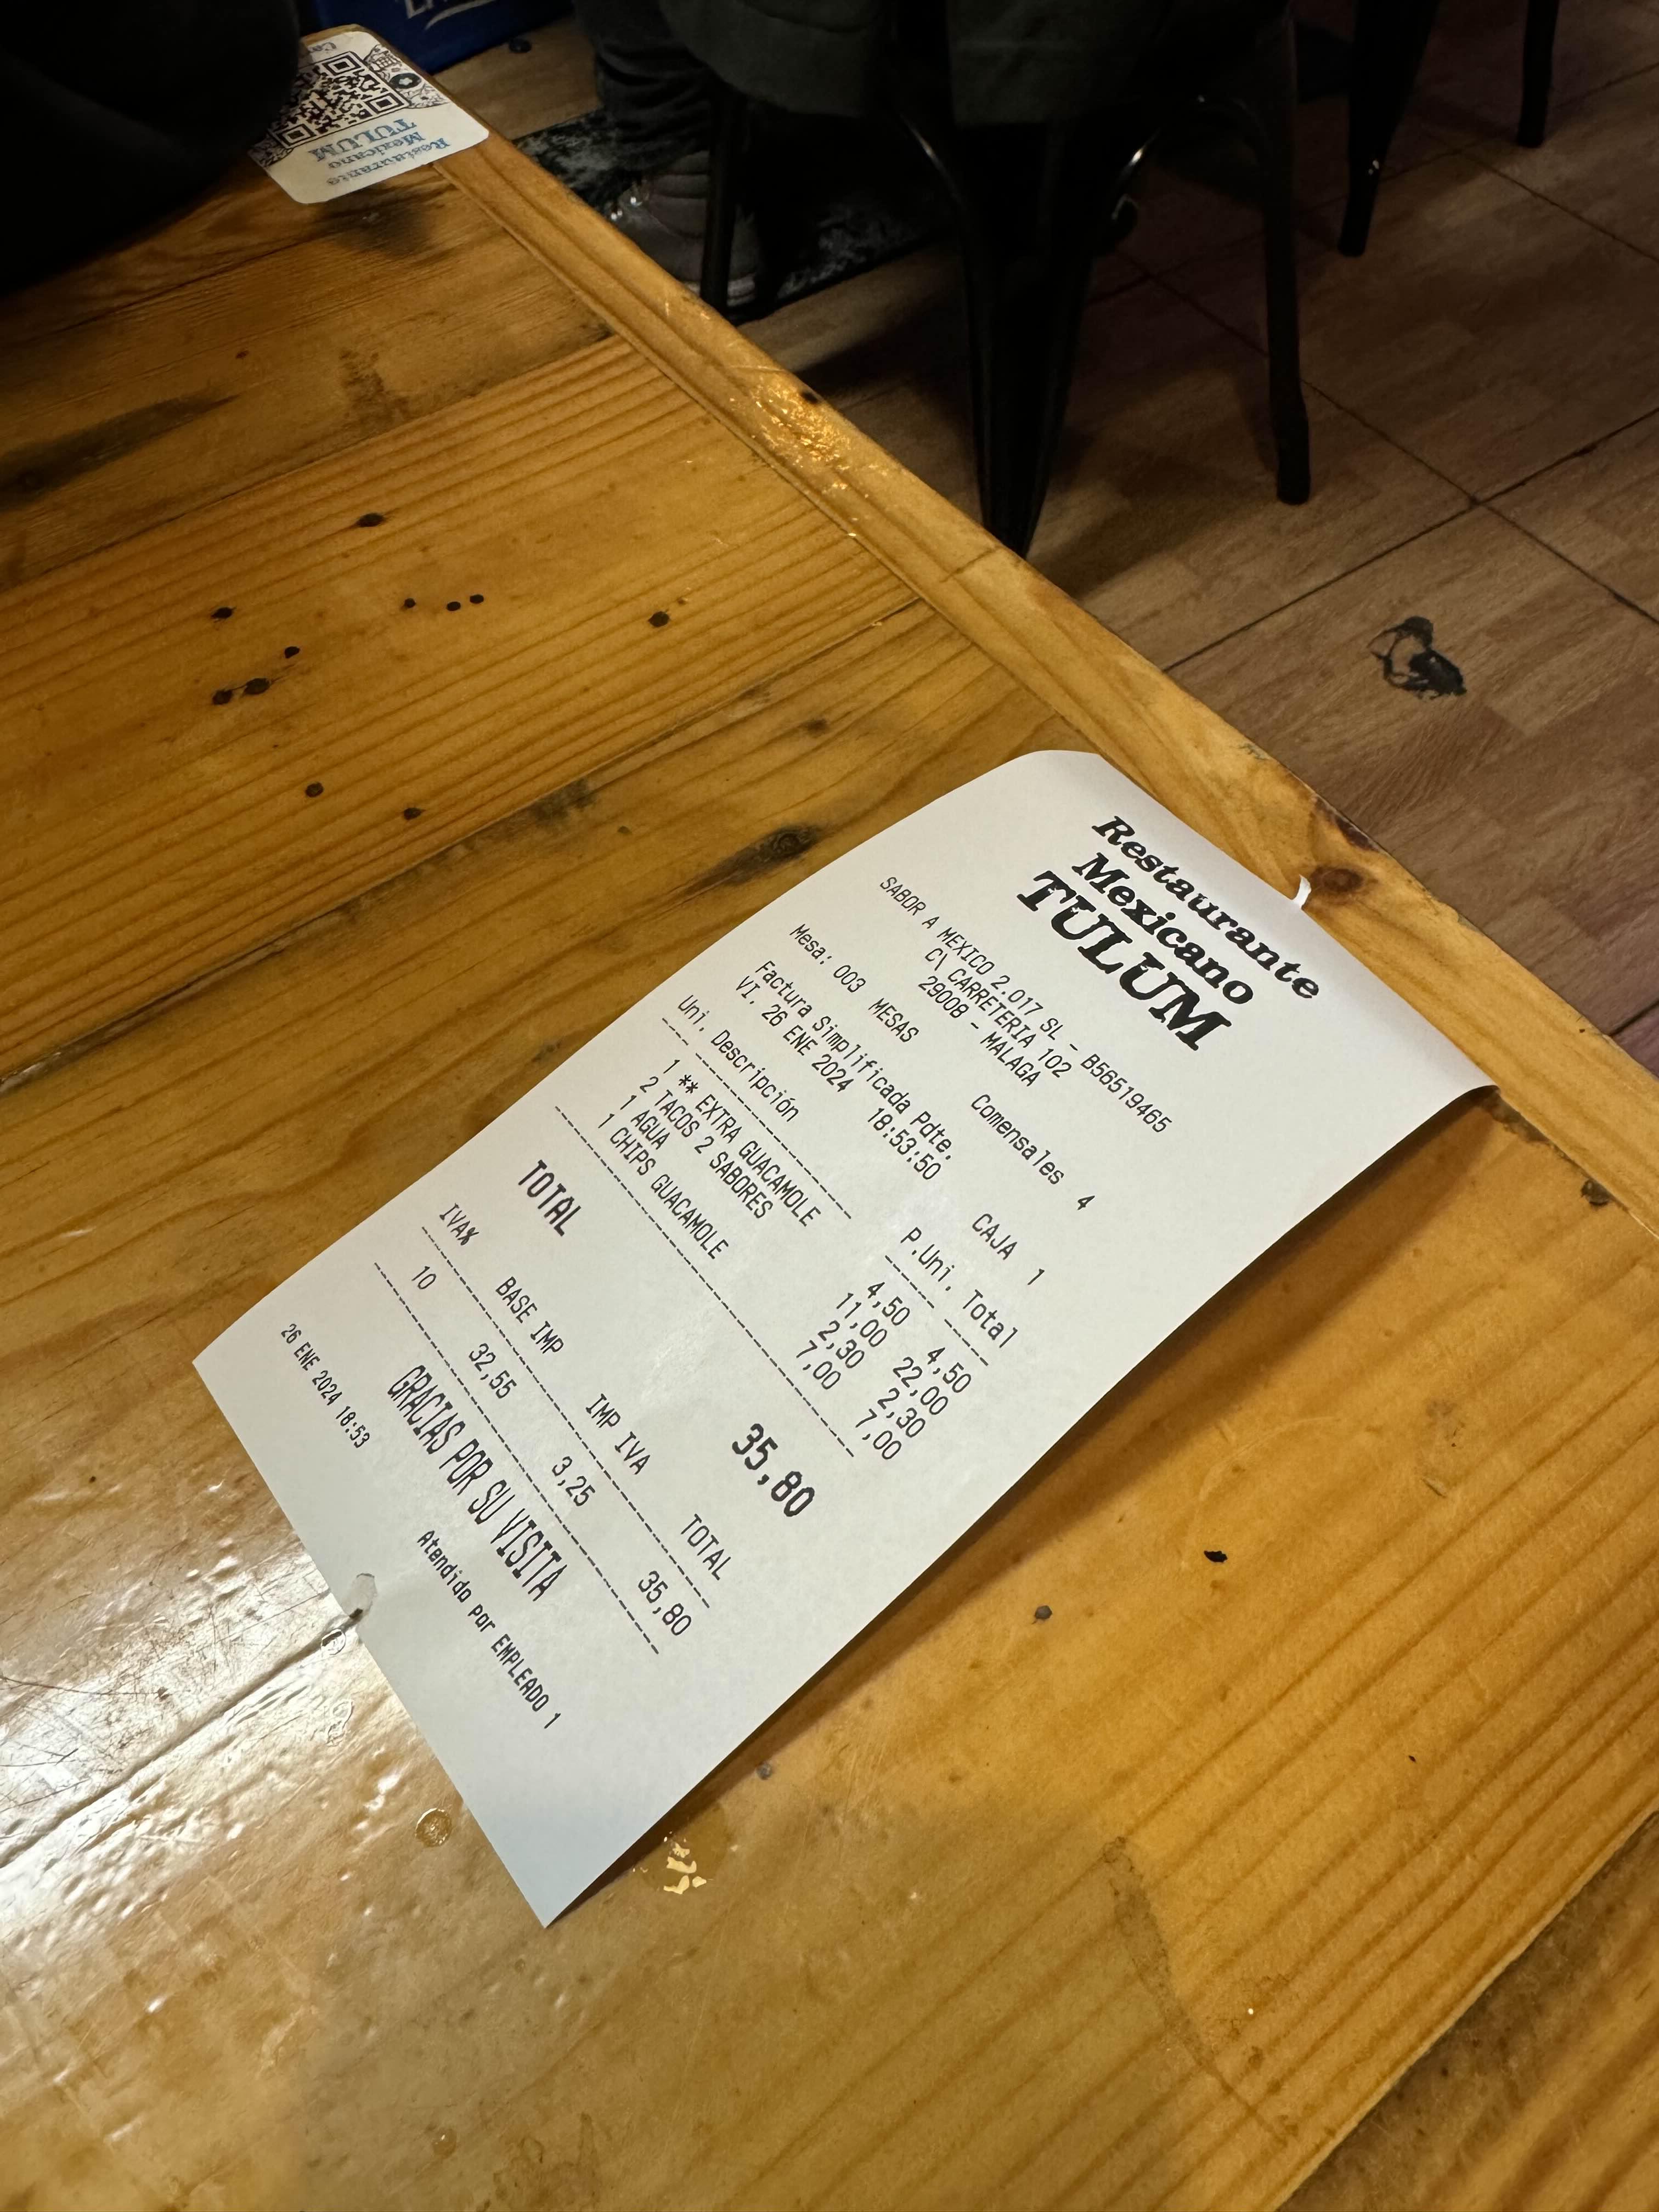 Restaurante
Mexicano
TULUM
Restaurante
Mexicano
TULUM
SABOR A MEXICO 2.017 SL - B56519465
C\ CARRETERIA 102
29008 - MALAGA
Mesa: 003 MESAS Comensales 4
Factura Simplificada Pdte.
VI. 26 ENE 2024 18:53:50 CAJA 1
Uni. Descripción P.Uni. Total
1 ** EXTRA GUACAMOLE 4,50 4,50
2 TACOS 2 SABORES 11,00 22,00
1 AGUA 2,30 2,30
1 CHIPS GUACAMOLE 7,00 7,00
TOTAL 35,80
IVA% BASE IMP IMP IVA TOTAL
10 32,55 3,25 35,80
GRACIAS POR SU VISITA
26 ENE 2024 18:53 Atendido por EMPLEADO 1